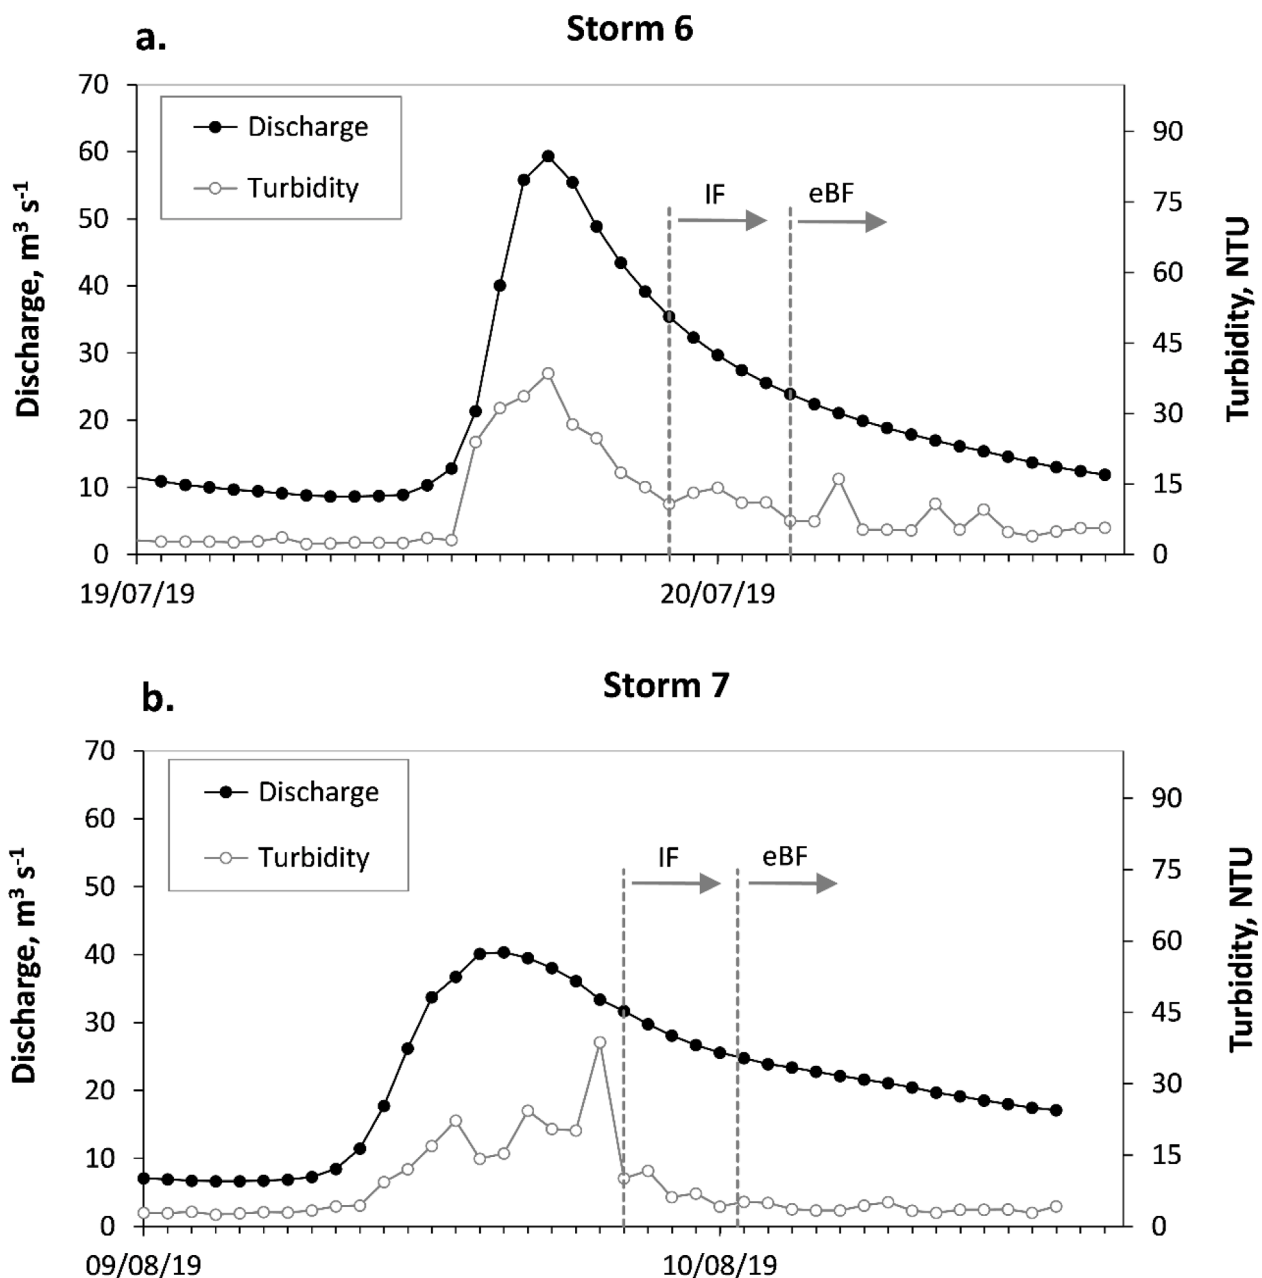 a.
Storm 6
70
60
50
40
30
20
10
0
Discharge, m³ s⁻¹
Discharge
Turbidity
IF
eBF
90
75
60
45
30
15
0
Turbidity, NTU
19/07/19
20/07/19
b.
Storm 7
70
60
50
40
30
20
10
0
Discharge, m³ s⁻¹
Discharge
Turbidity
IF
eBF
90
75
60
45
30
15
0
Turbidity, NTU
09/08/19
10/08/19